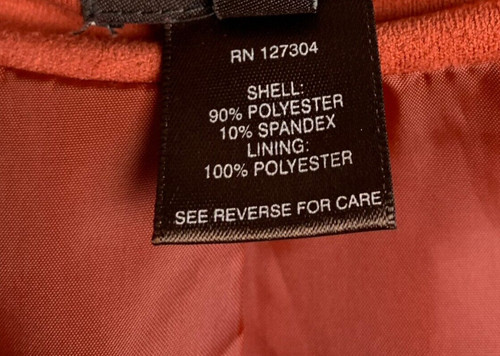 RN 127304
SHELL:
90% POLYESTER
10% SPANDEX
LINING:
100% POLYESTER
SEE REVERSE FOR CARE